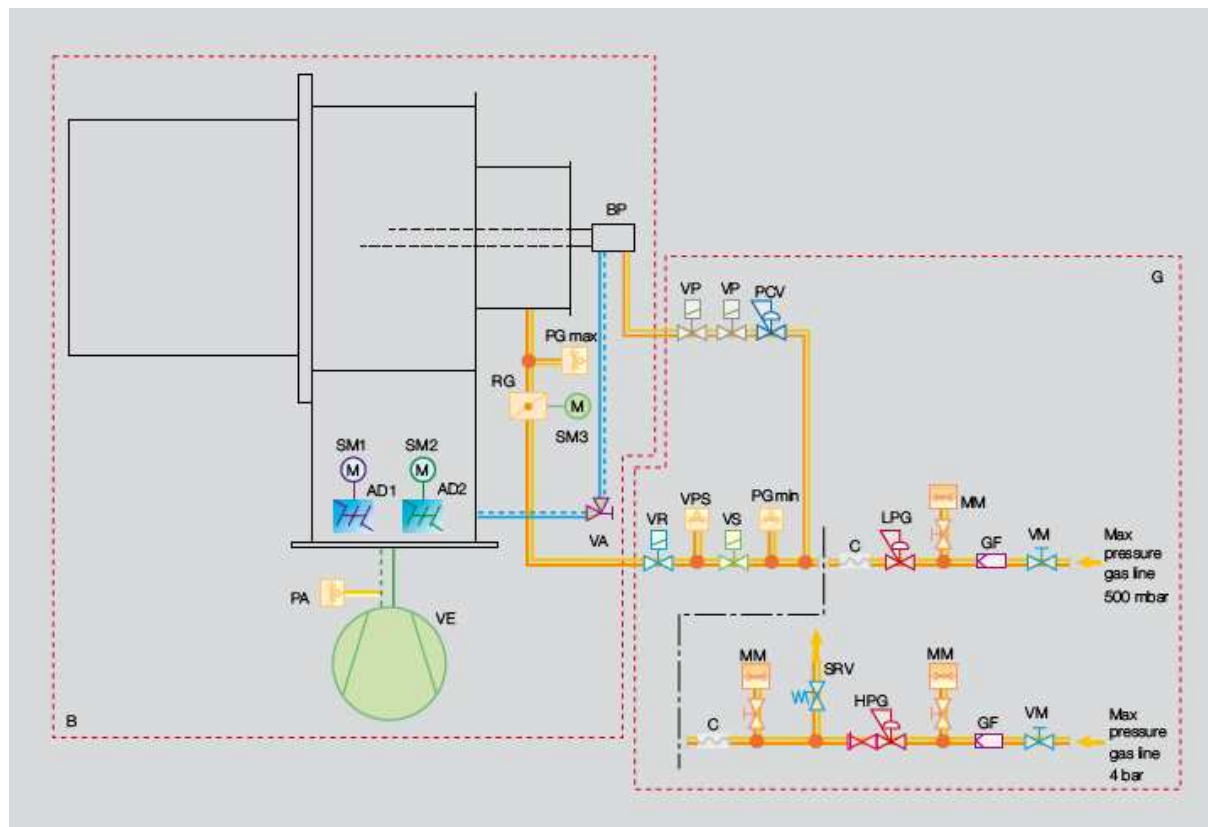 BP
G
VP
VP
PCV
PG max
RG
M
SM3
SM1
SM2
M
M
AD1
AD2
VPS
PG min
MM
VR
VS
LPG
VA
C
GF
VM
Max
pressure
gas line
500 mbar
PA
VE
MM
SRV
MM
HPG
B
C
GF
VM
Max
pressure
gas line
4 bar